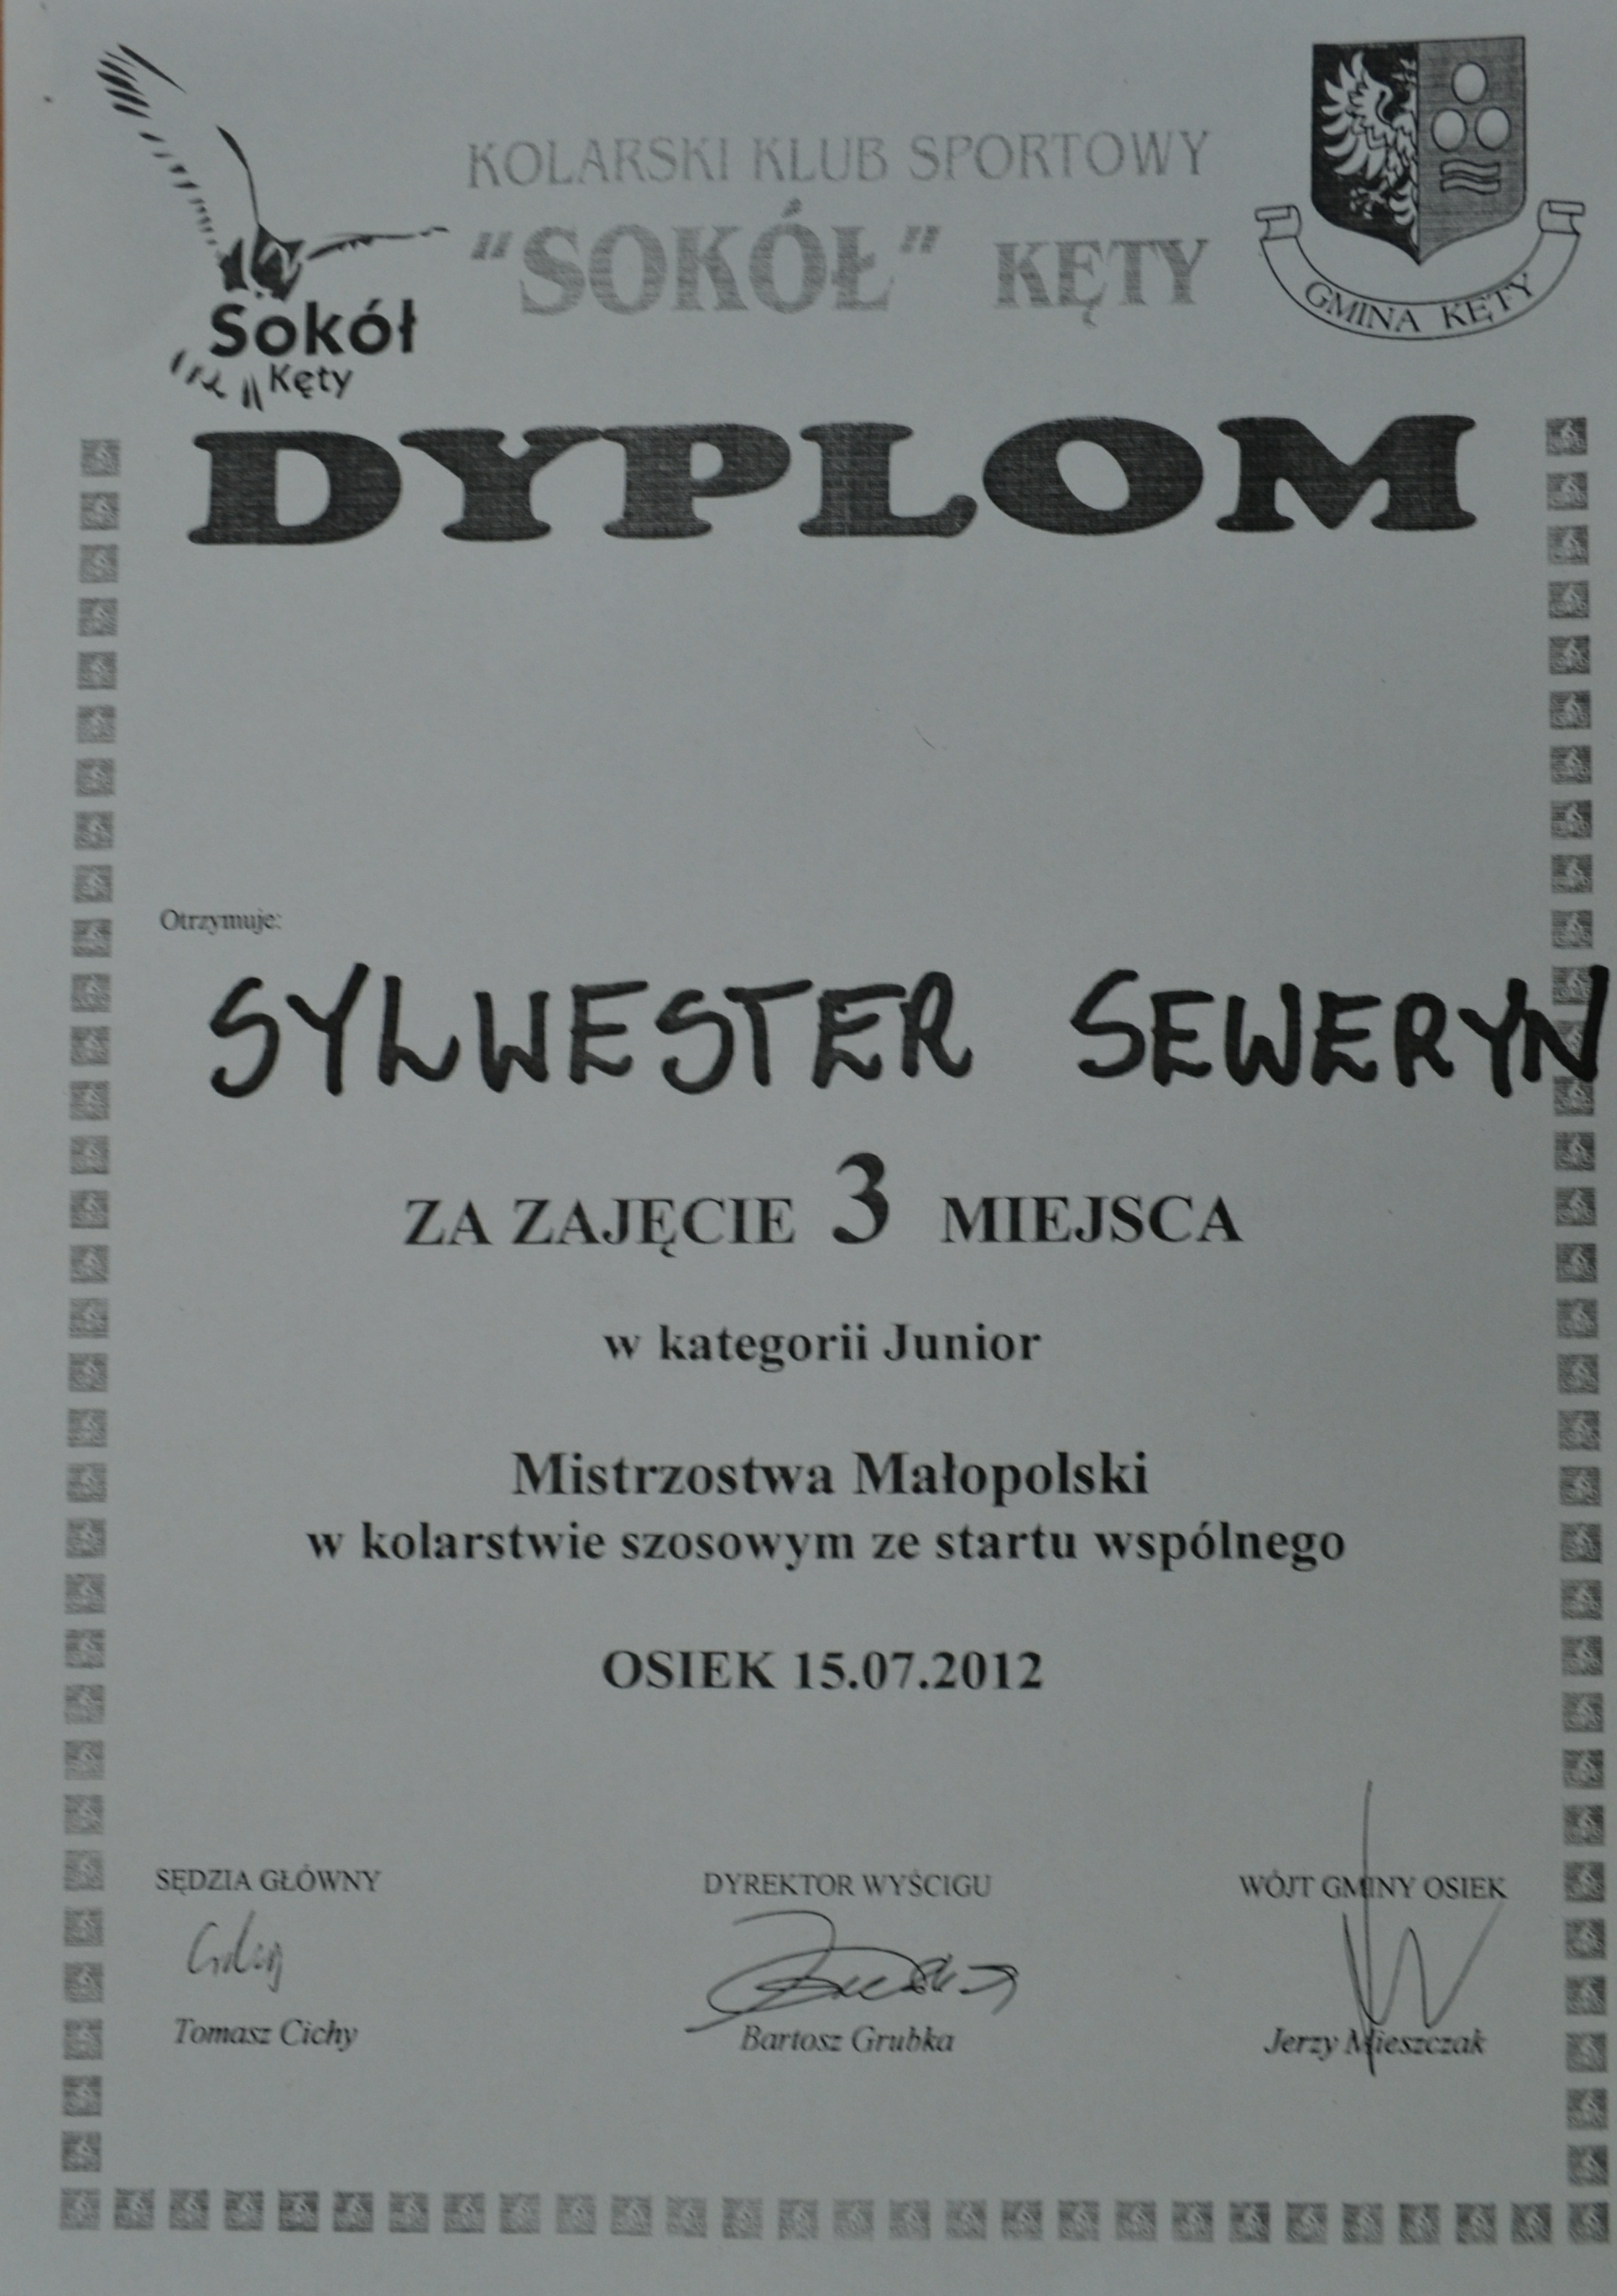 KOLARSKI KLUB SPORTOWY
"SOKÓŁ" KĘTY
Sokół
Kęty
GMINA KĘTY
DYPLOM
Otrzymuje:
SYLWESTER SEWERYN
ZA ZAJĘCIE 3 MIEJSCA
w kategorii Junior
Mistrzostwa Małopolski
w kolarstwie szosowym ze startu wspólnego
OSIEK 15.07.2012
SĘDZIA GŁÓWNY DYREKTOR WYŚCIGU WÓJT GMINY OSIEK
Tomasz Cichy Bartosz Grubka Jerzy Mieszczak